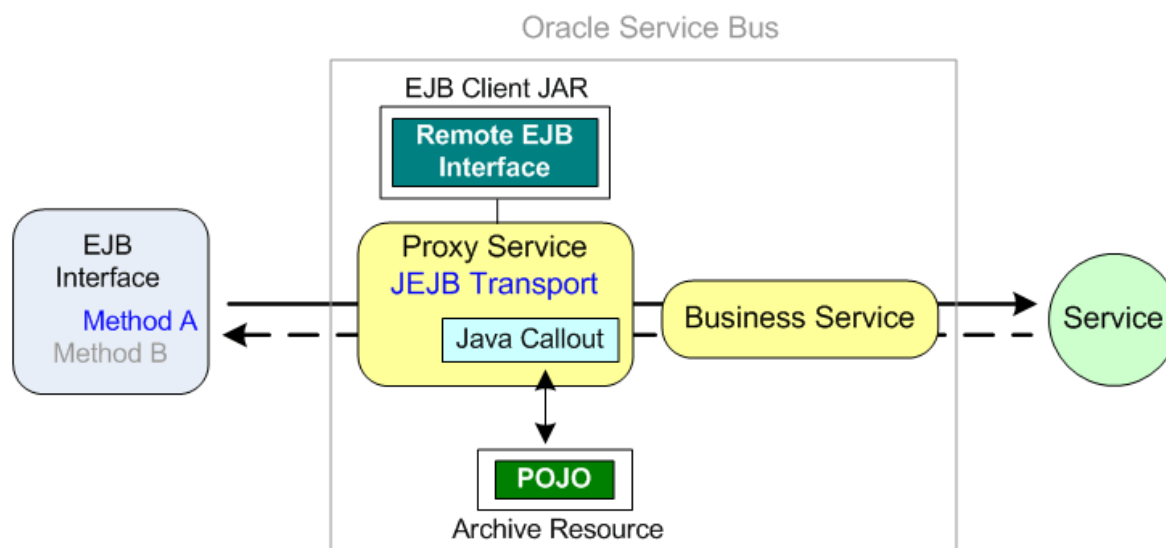 Oracle Service Bus
EJB Client JAR
Remote EJB
Interface
EJB
Interface
Method A
Method B
Proxy Service
JEJB Transport
Java Callout
Business Service
Service
POJO
Archive Resource